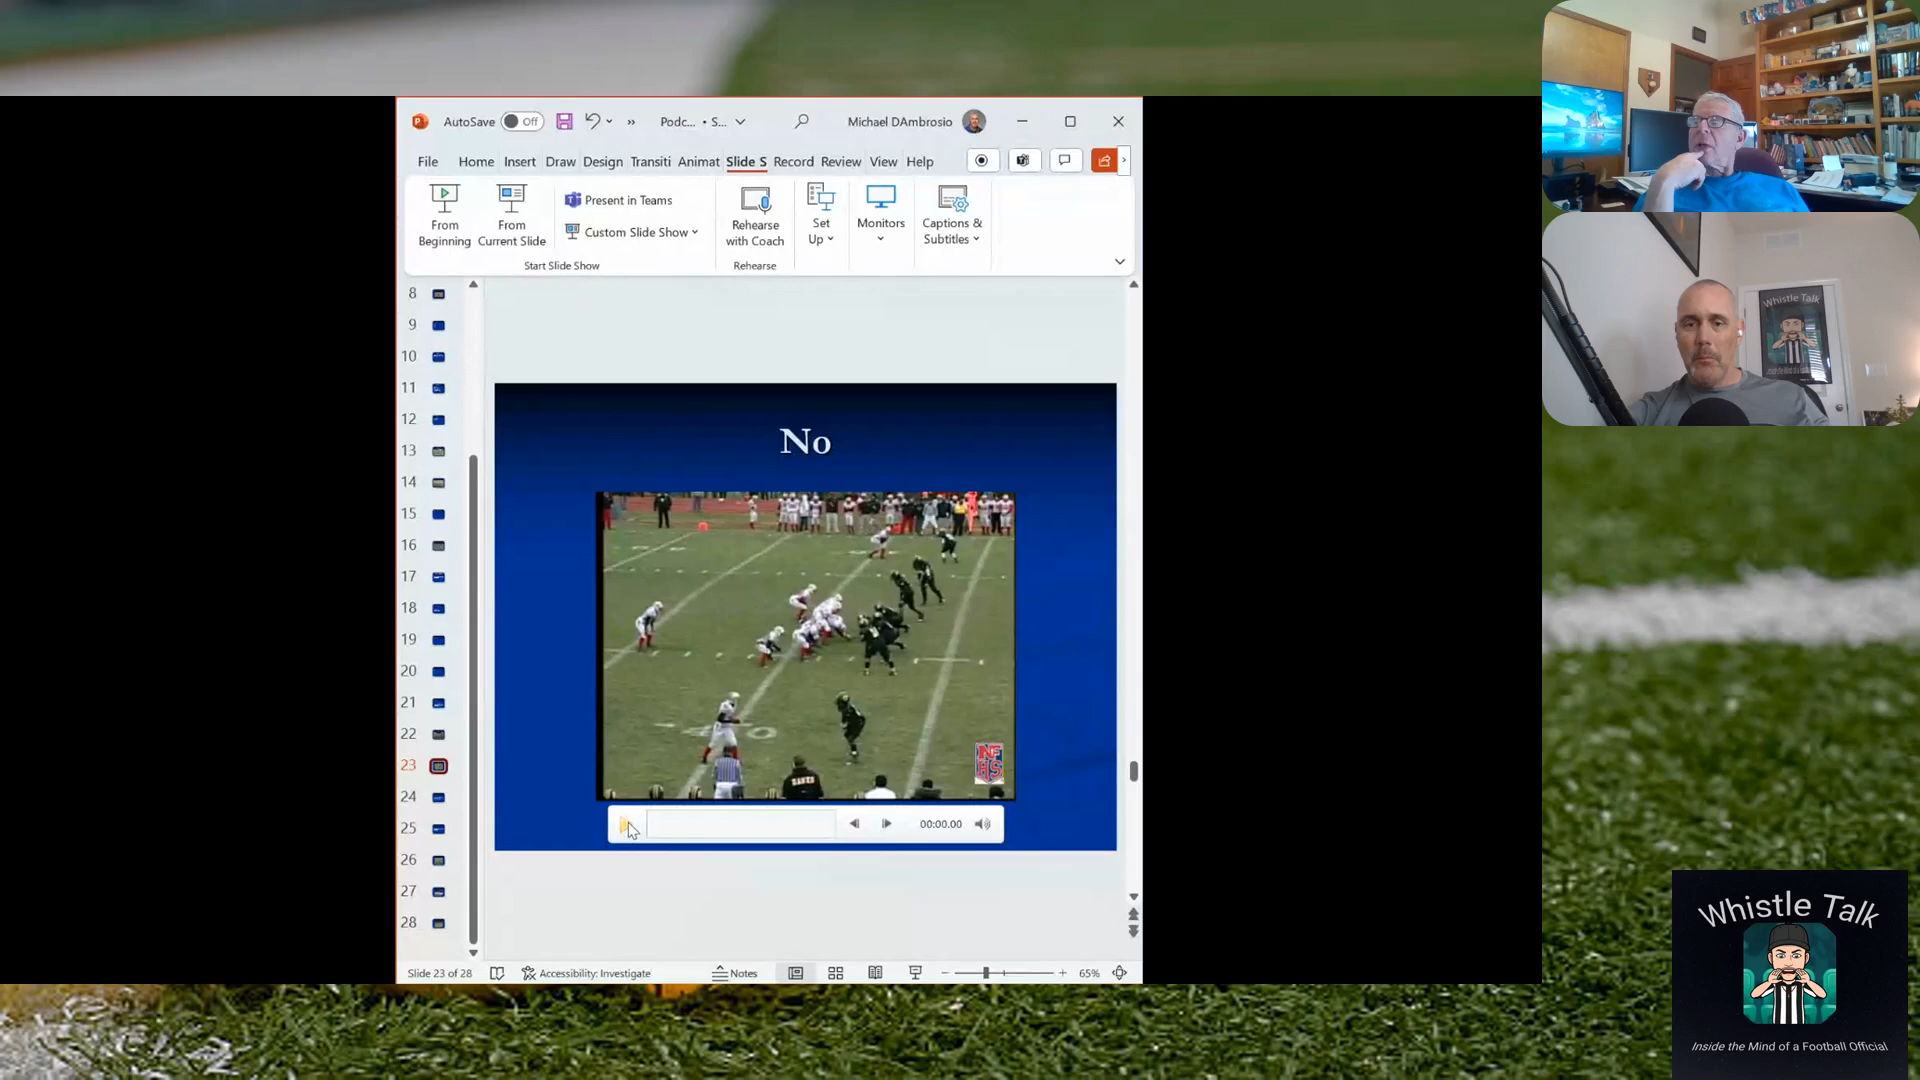 AutoSave Off Podc... • S... Michael DAmbrosio
File Home Insert Draw Design Transiti Animat Slide S Record Review View Help
From Beginning
From Current Slide
Present in Teams
Custom Slide Show
Start Slide Show
Rehearse with Coach
Rehearse
Set Up
Monitors
Captions & Subtitles
8
9
10
11
12
13
14
15
16
17
18
19
20
21
22
23
24
25
26
27
28
No
40
NF
HS
00:00.00
Slide 23 of 28 Accessibility: Investigate Notes 65%
Whistle Talk
Whistle Talk
Inside the Mind of a Football Official